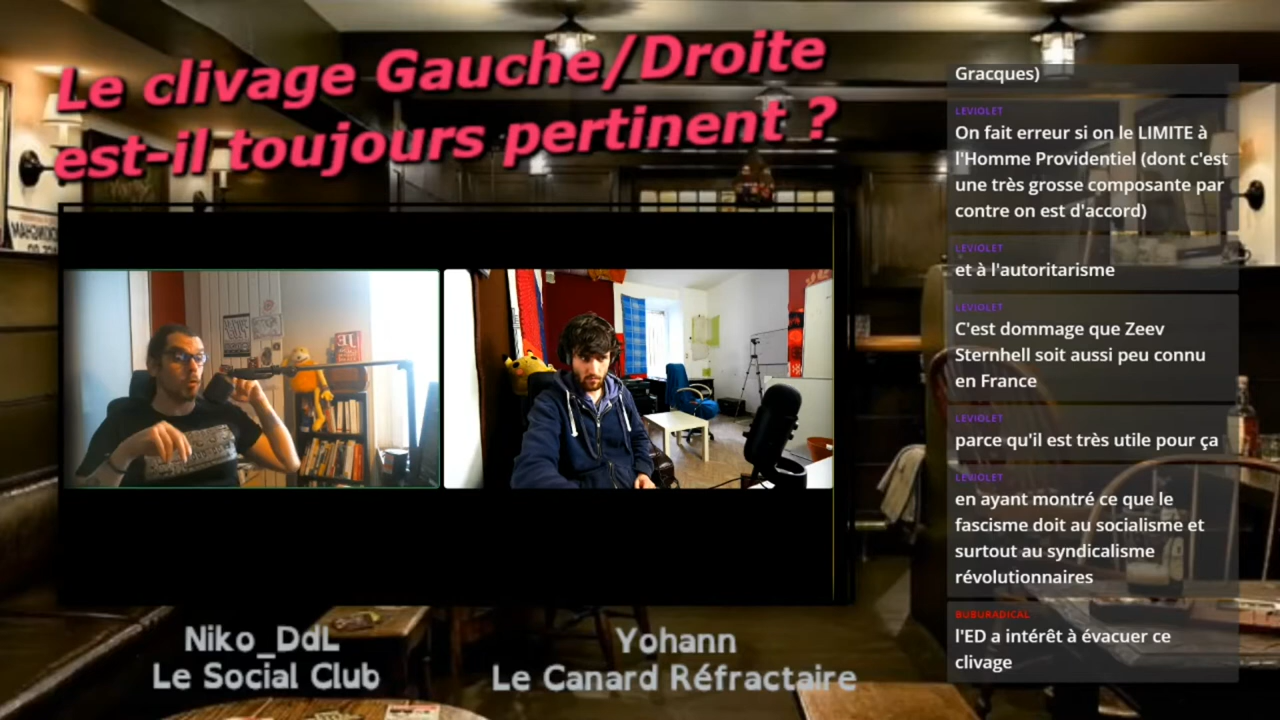 Le clivage Gauche/Droite
est-il toujours pertinent ?
Niko_DdL
Le Social Club
Yohann
Le Canard Réfractaire
Gracques)
LEVIOLET
On fait erreur si on le LIMITE à
l'Homme Providentiel (dont c'est
une très grosse composante par
contre on est d'accord)
LEVIOLET
et à l'autoritarisme
LEVIOLET
C'est dommage que Zeev
Sternhell soit aussi peu connu
en France
LEVIOLET
parce qu'il est très utile pour ça
LEVIOLET
en ayant montré ce que le
fascisme doit au socialisme et
surtout au syndicalisme
révolutionnaires
BUBURADICAL
l'ED a intérêt à évacuer ce
clivage